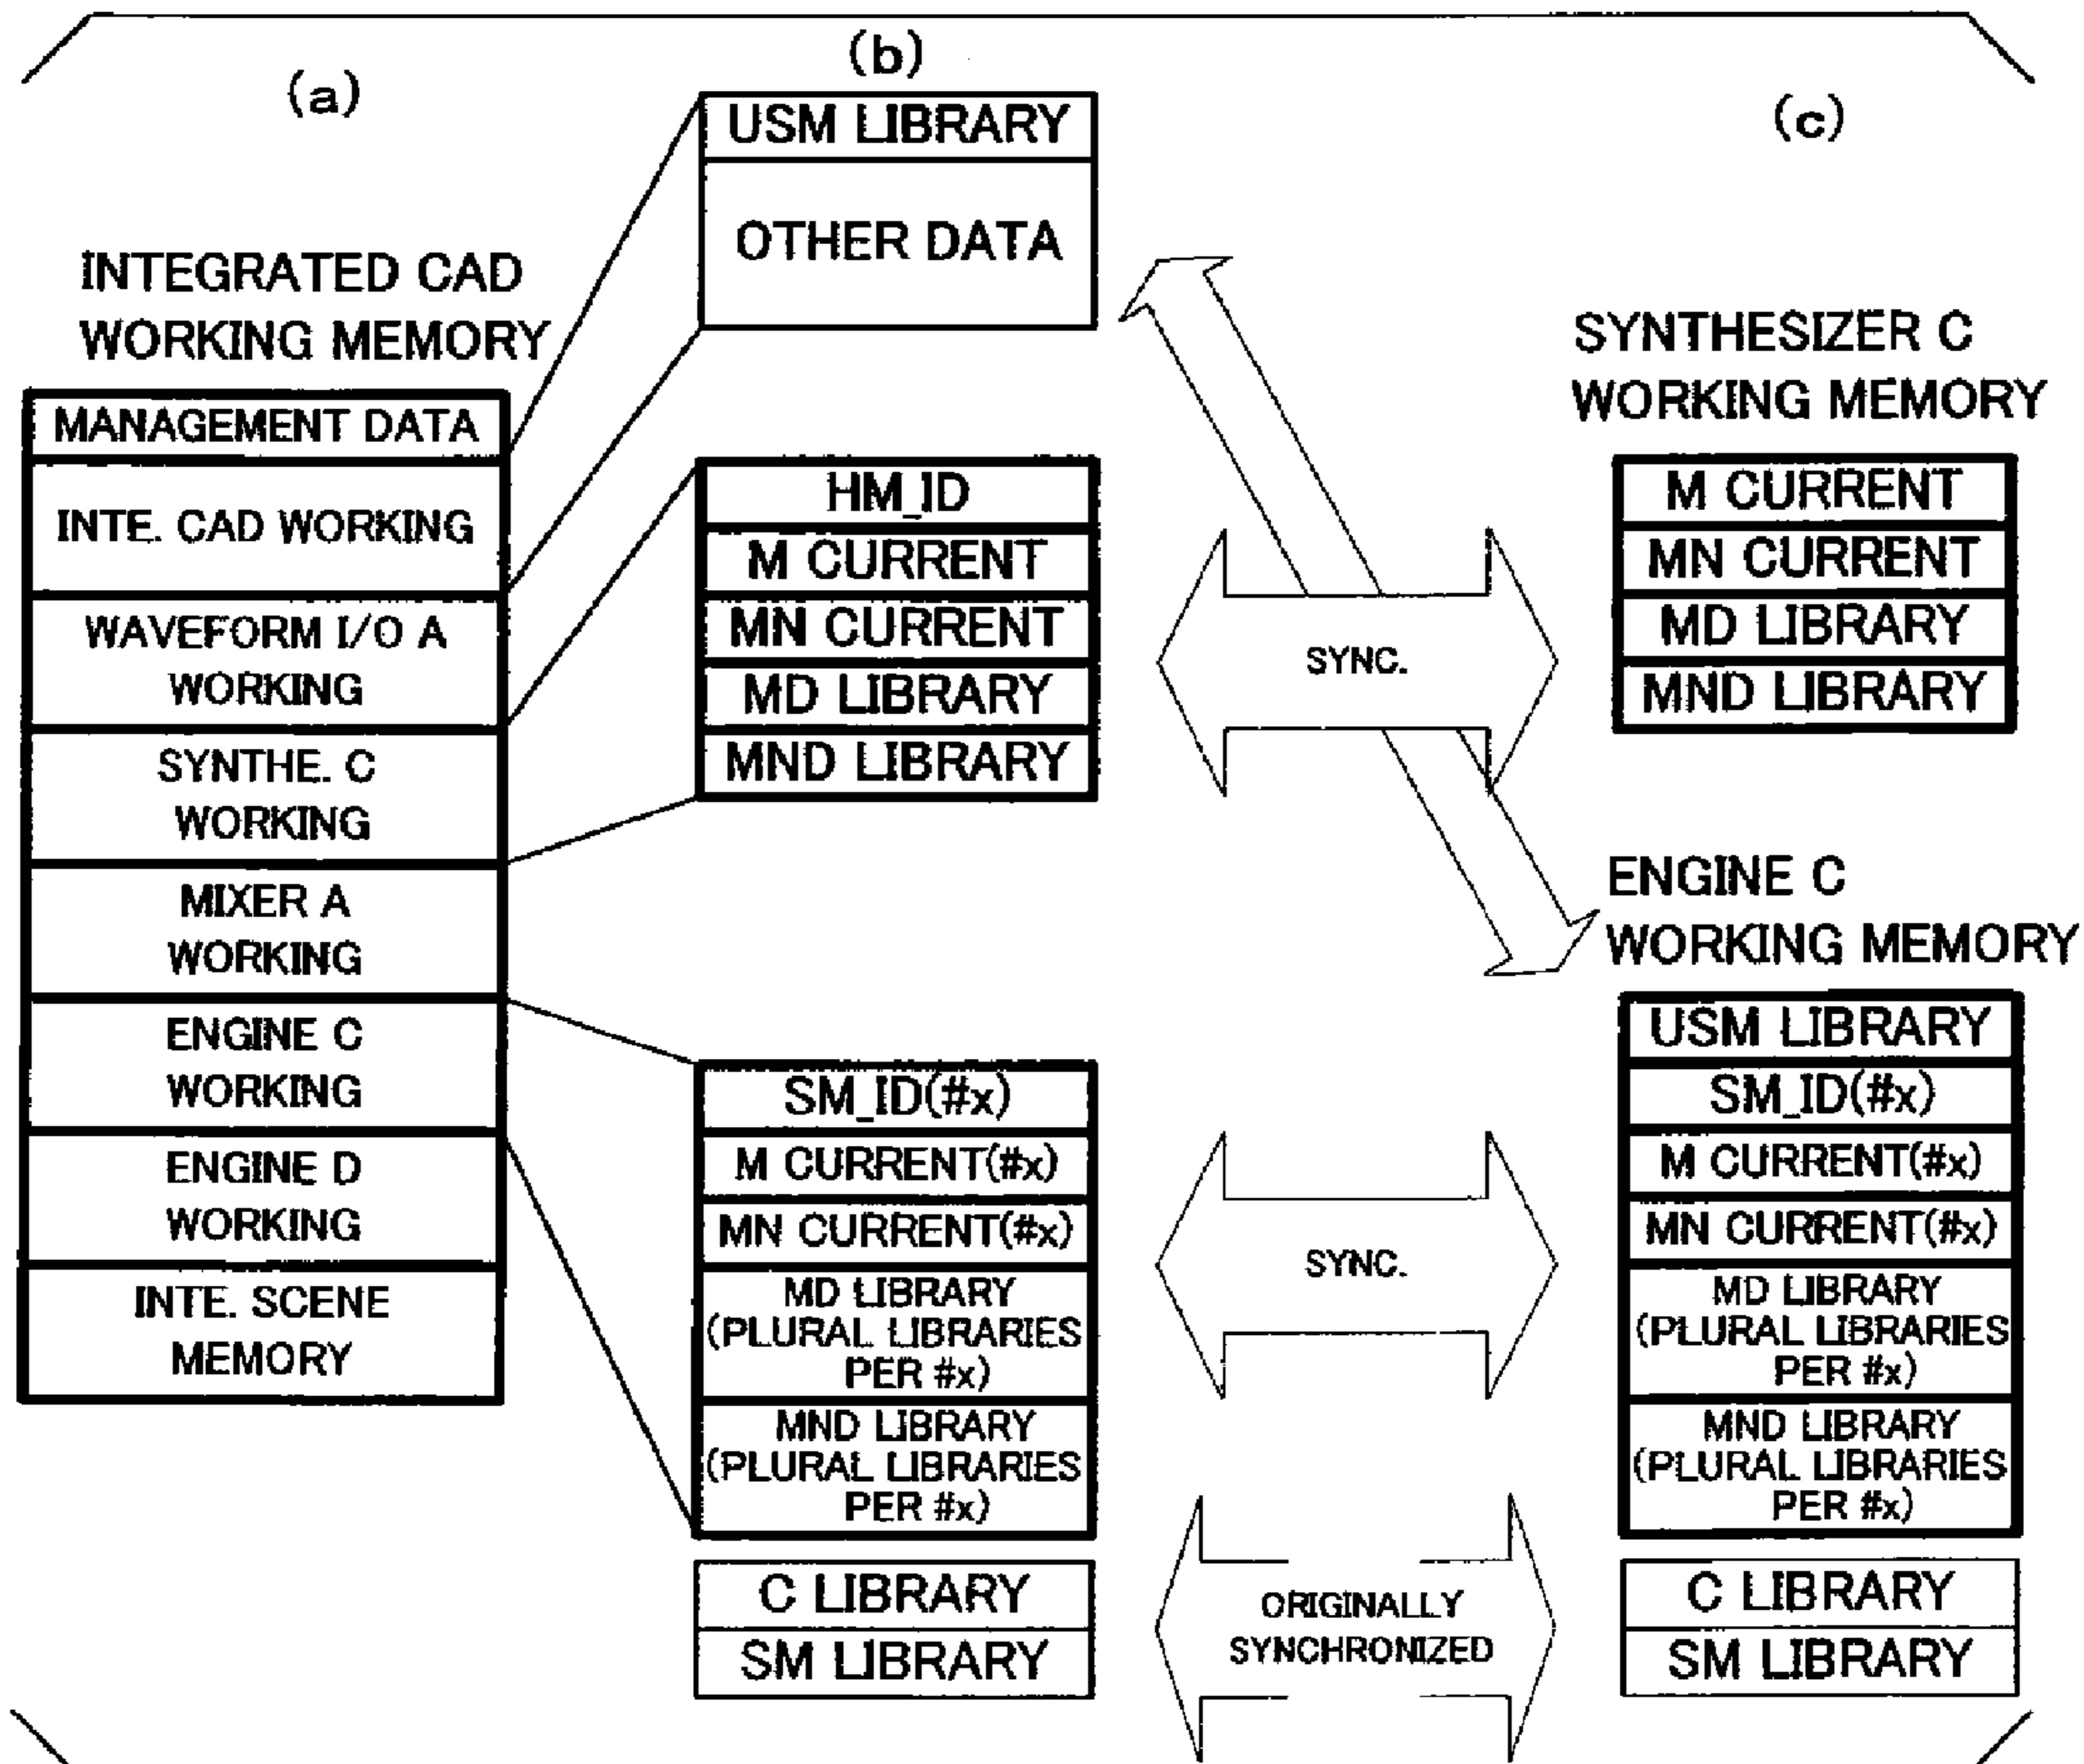 (a)
INTEGRATED CAD
WORKING MEMORY
MANAGEMENT DATA
INTE. CAD WORKING
WAVEFORM I/O A
WORKING
SYNTHE. C
WORKING
MIXER A
WORKING
ENGINE C
WORKING
ENGINE D
WORKING
INTE. SCENE
MEMORY
(b)
USM LIBRARY
OTHER DATA
HM_ID
M CURRENT
MN CURRENT
MD LIBRARY
MND LIBRARY
SM_ID(#x)
M CURRENT(#x)
MN CURRENT(#x)
MD LIBRARY
(PLURAL LIBRARIES
PER #x)
MND LIBRARY
(PLURAL LIBRARIES
PER #x)
C LIBRARY
SM LIBRARY
SYNC.
SYNC.
ORIGINALLY
SYNCHRONIZED
(c)
SYNTHESIZER C
WORKING MEMORY
M CURRENT
MN CURRENT
MD LIBRARY
MND LIBRARY
ENGINE C
WORKING MEMORY
USM LIBRARY
SM_ID(#x)
M CURRENT(#x)
MN CURRENT(#x)
MD LIBRARY
(PLURAL LIBRARIES
PER #x)
MND LIBRARY
(PLURAL LIBRARIES
PER #x)
C LIBRARY
SM LIBRARY